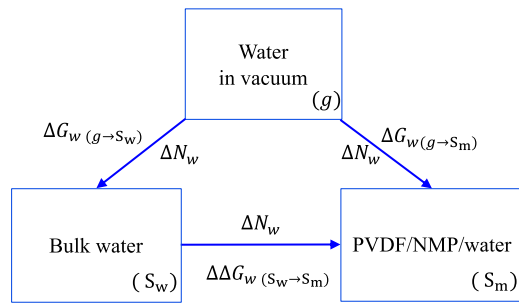 Water
in vacuum
(g)
ΔG_w (g→S_w)
ΔN_w
ΔG_w(g→S_m)
ΔN_w
Bulk water
(S_w)
ΔN_w
ΔΔG_w (S_w→S_m)
PVDF/NMP/water
(S_m)